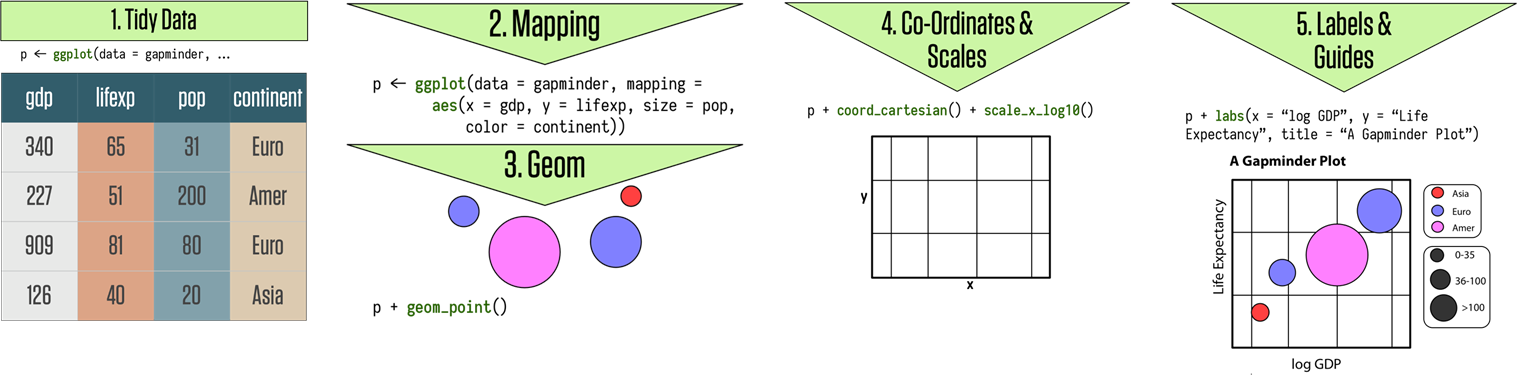 1. Tidy Data
p ← ggplot(data = gapminder, ...
gdp lifexp pop continent
340 65 31 Euro
227 51 200 Amer
909 81 80 Euro
126 40 20 Asia
2. Mapping
p ← ggplot(data = gapminder, mapping =
aes(x = gdp, y = lifexp, size = pop,
color = continent))
3. Geom
p + geom_point()
4. Co-Ordinates &
Scales
p + coord_cartesian() + scale_x_log10()
y
x
5. Labels &
Guides
p + labs(x = “log GDP”, y = “Life
Expectancy”, title = “A Gapminder Plot”)
A Gapminder Plot
Life Expectancy
log GDP
Asia
Euro
Amer
0-35
36-100
>100